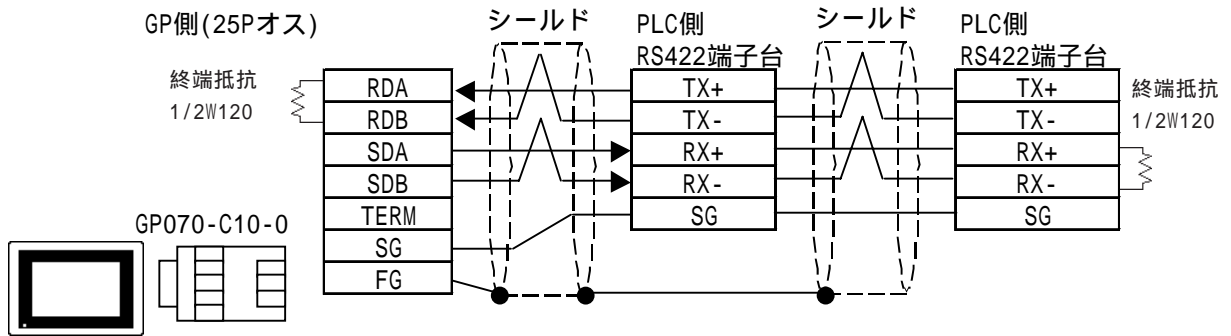 GP側(25Pオス)
シールド
PLC側
RS422端子台
シールド
PLC側
RS422端子台
終端抵抗
1/2W120
RDA
RDB
SDA
SDB
TERM
SG
FG
TX+
TX-
RX+
RX-
SG
TX+
TX-
RX+
RX-
SG
終端抵抗
1/2W120
GP070-C10-0